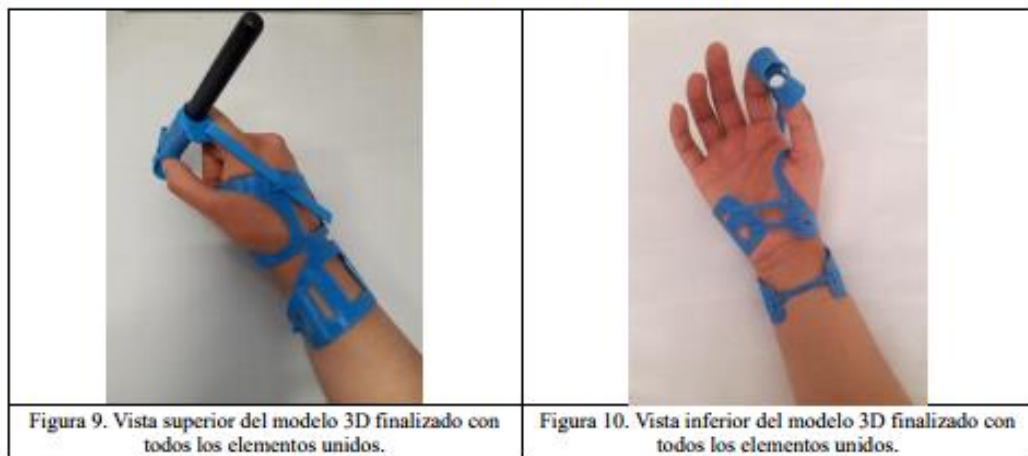 Figura 9. Vista superior del modelo 3D finalizado con
todos los elementos unidos.
Figura 10. Vista inferior del modelo 3D finalizado con
todos los elementos unidos.